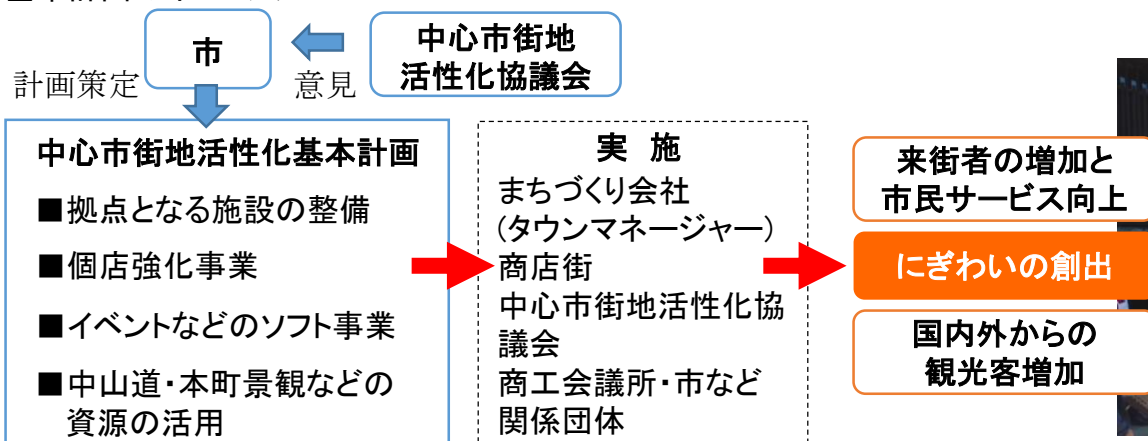 市
中心市街地
活性化協議会
計画策定
意見
中心市街地活性化基本計画
■拠点となる施設の整備
■個店強化事業
■イベントなどのソフト事業
■中山道・本町景観などの
資源の活用
実 施
まちづくり会社
(タウンマネージャー)
商店街
中心市街地活性化協
議会
商工会議所・市など
関係団体
来街者の増加と
市民サービス向上
にぎわいの創出
国内外からの
観光客増加